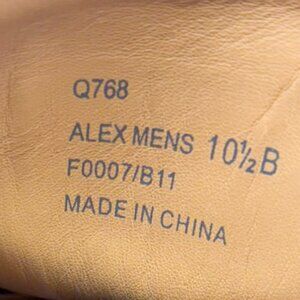 Q768
ALEX MENS 10½B
F0007/B11
MADE IN CHINA